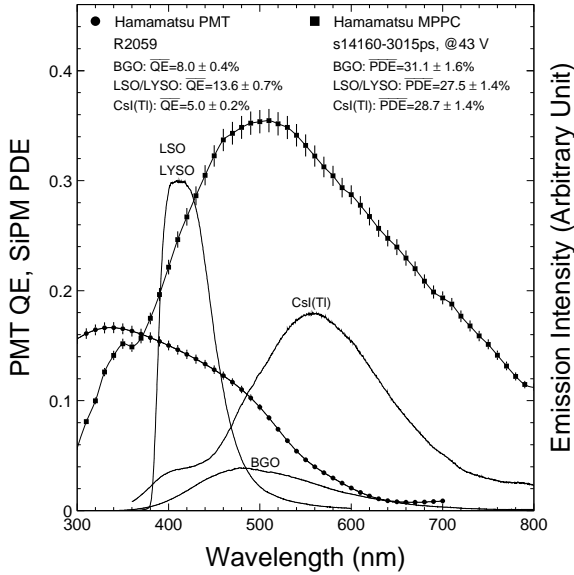 Hamamatsu PMT
R2059
BGO: QE=8.0 ± 0.4%
LSO/LYSO: QE=13.6 ± 0.7%
CsI(Tl): QE=5.0 ± 0.2%
Hamamatsu MPPC
s14160-3015ps, @43 V
BGO: PDE=31.1 ± 1.6%
LSO/LYSO: PDE=27.5 ± 1.4%
CsI(Tl): PDE=28.7 ± 1.4%
LSO
LYSO
CsI(Tl)
BGO
PMT QE, SiPM PDE
0.4
0.3
0.2
0.1
0
300 400 500 600 700 800
Wavelength (nm)
Emission Intensity (Arbitrary Unit)